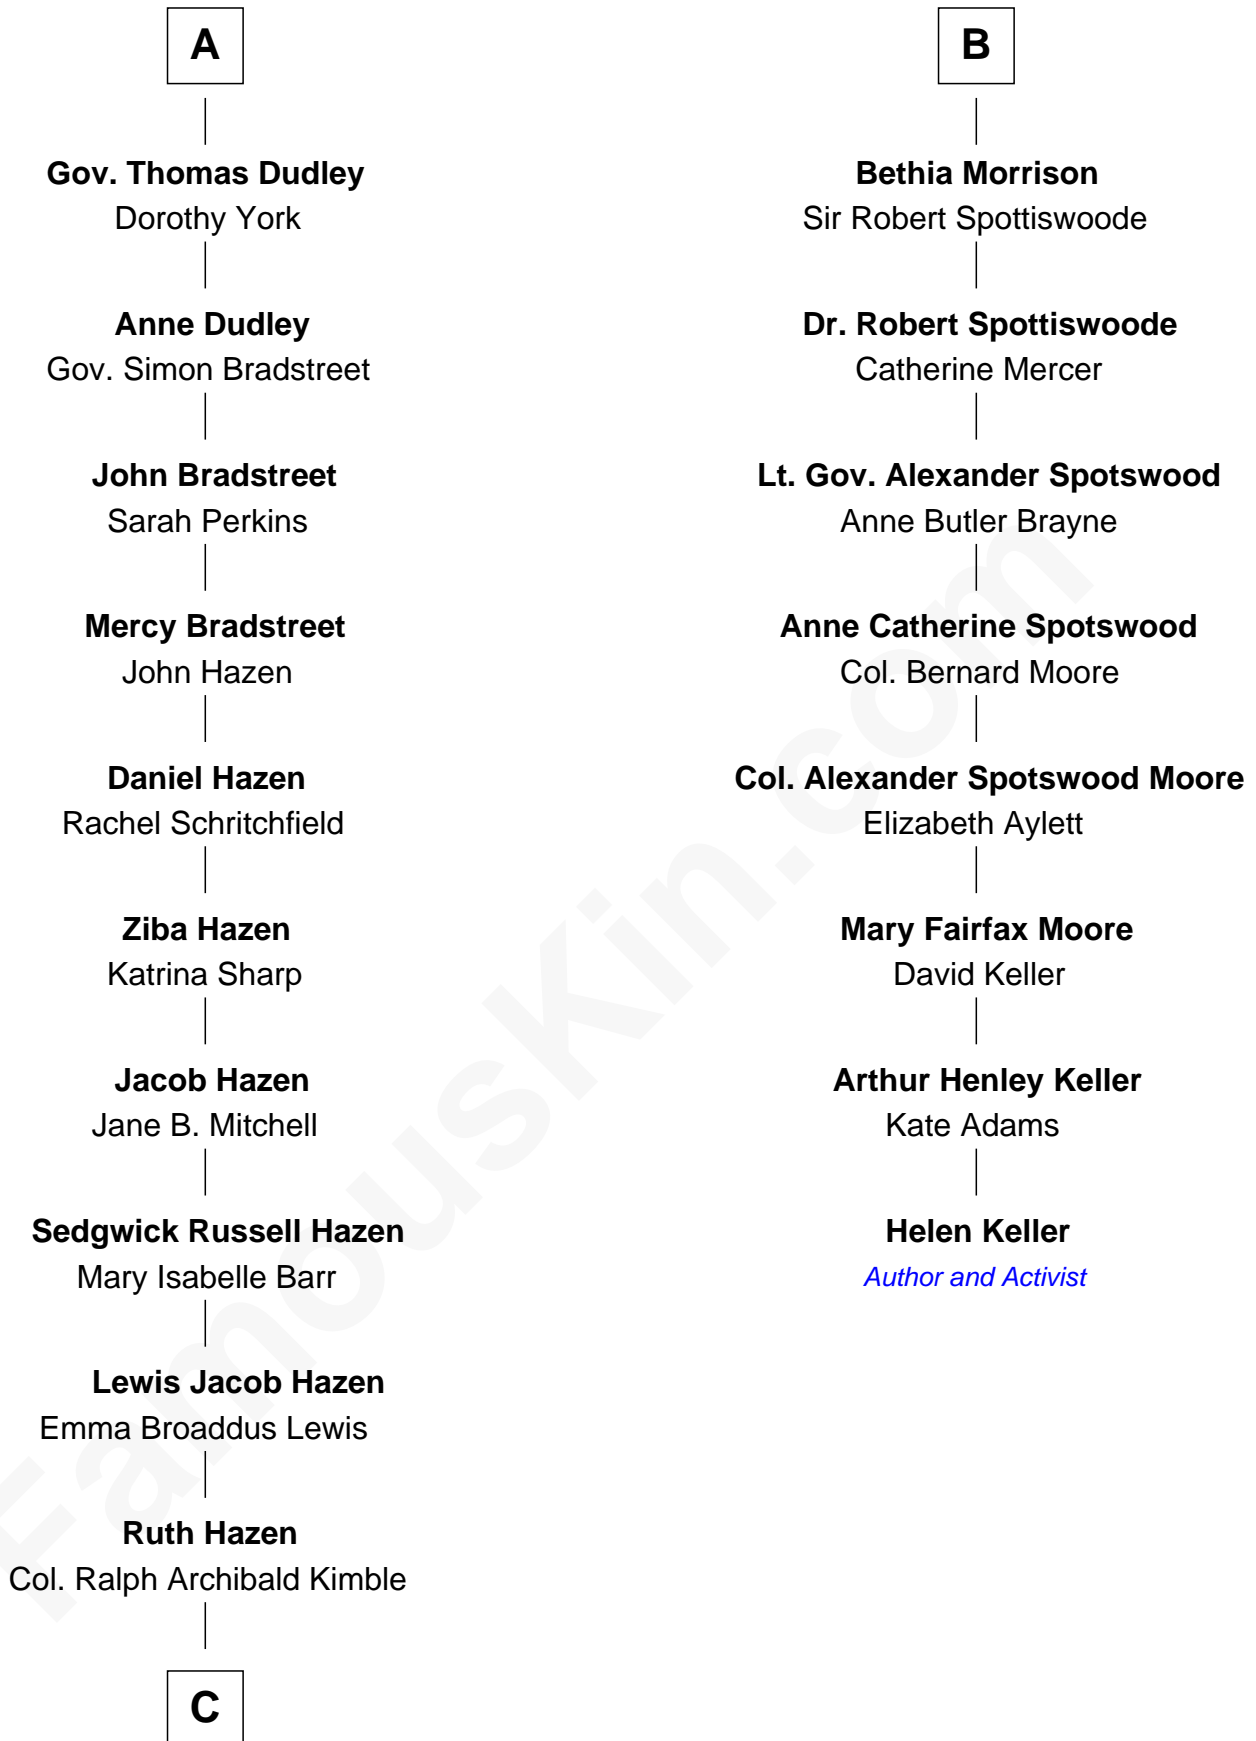 A
Gov. Thomas Dudley
Dorothy York
Anne Dudley
Gov. Simon Bradstreet
John Bradstreet
Sarah Perkins
Mercy Bradstreet
John Hazen
Daniel Hazen
Rachel Schritchfield
Ziba Hazen
Katrina Sharp
Jacob Hazen
Jane B. Mitchell
Sedgwick Russell Hazen
Mary Isabelle Barr
Lewis Jacob Hazen
Emma Broaddus Lewis
Ruth Hazen
Col. Ralph Archibald Kimble
C
B
Bethia Morrison
Sir Robert Spottiswoode
Dr. Robert Spottiswoode
Catherine Mercer
Lt. Gov. Alexander Spotswood
Anne Butler Brayne
Anne Catherine Spotswood
Col. Bernard Moore
Col. Alexander Spotswood Moore
Elizabeth Aylett
Mary Fairfax Moore
David Keller
Arthur Henley Keller
Kate Adams
Helen Keller
Author and Activist
FamousKin.com